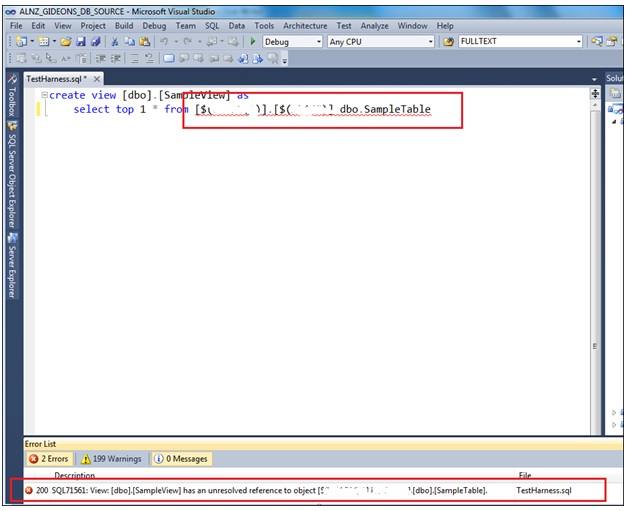 ALNZ_GIDEONS_DB_SOURCE - Microsoft Visual Studio
File Edit View Project Build Debug Team SQL Data Tools Architecture Test Analyze Window Help
Debug Any CPU FULLTEXT
TestHarness.sql* Solut
Toolbox
SQL Server Object Explorer
Server Explorer
create view [dbo].[SampleView] as
select top 1 * from [$( )].[$( )] dbo.SampleTable
Error List
2 Errors 199 Warnings 0 Messages
Description File
200 SQL71561: View: [dbo].[SampleView] has an unresolved reference to object [$ ].[dbo].[SampleTable]. TestHarness.sql